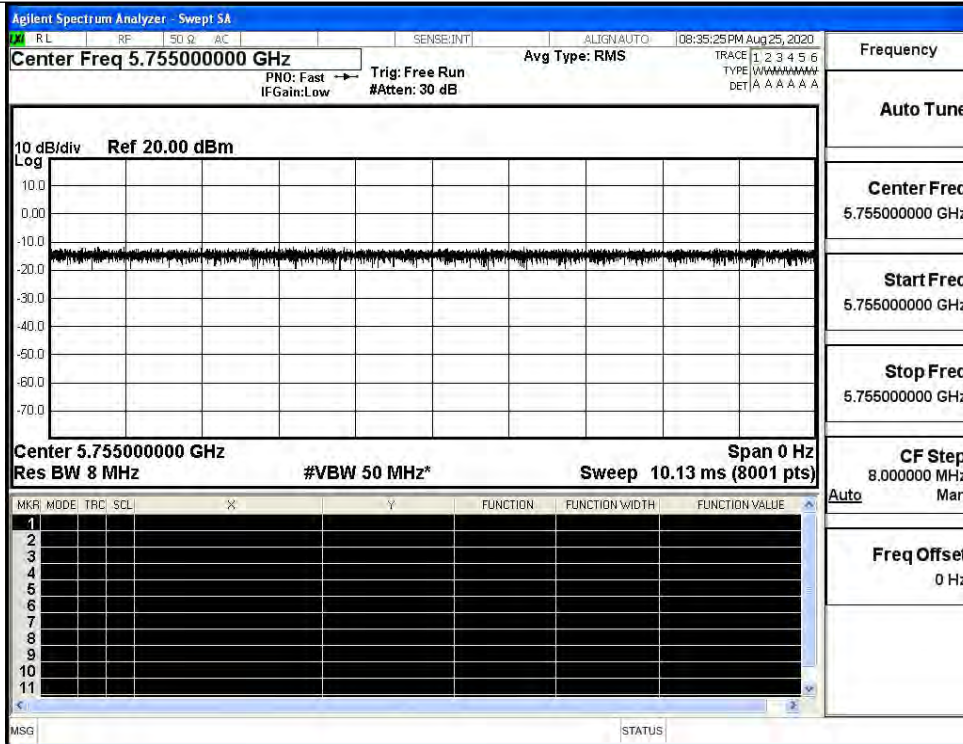 Agilent Spectrum Analyzer - Swept SA
LXI RL RF 50 Ω AC SENSE:INT ALIGN AUTO 08:35:25 PM Aug 25, 2020
Center Freq 5.755000000 GHz
PNO: Fast
IFGain:Low
Trig: Free Run
#Atten: 30 dB
Avg Type: RMS
TRACE 1 2 3 4 5 6
TYPE
DET A A A A A A
10 dB/div
Log
Ref 20.00 dBm
10.0
0.00
-10.0
-20.0
-30.0
-40.0
-50.0
-60.0
-70.0
Center 5.755000000 GHz
Span 0 Hz
Res BW 8 MHz
#VBW 50 MHz*
Sweep 10.13 ms (8001 pts)
MKR MODE TRC SCL X Y FUNCTION FUNCTION WIDTH FUNCTION VALUE
1
2
3
4
5
6
7
8
9
10
11
MSG
STATUS
Frequency
Auto Tune
Center Freq
5.755000000 GHz
Start Freq
5.755000000 GHz
Stop Freq
5.755000000 GHz
CF Step
8.000000 MHz
Auto Man
Freq Offset
0 Hz